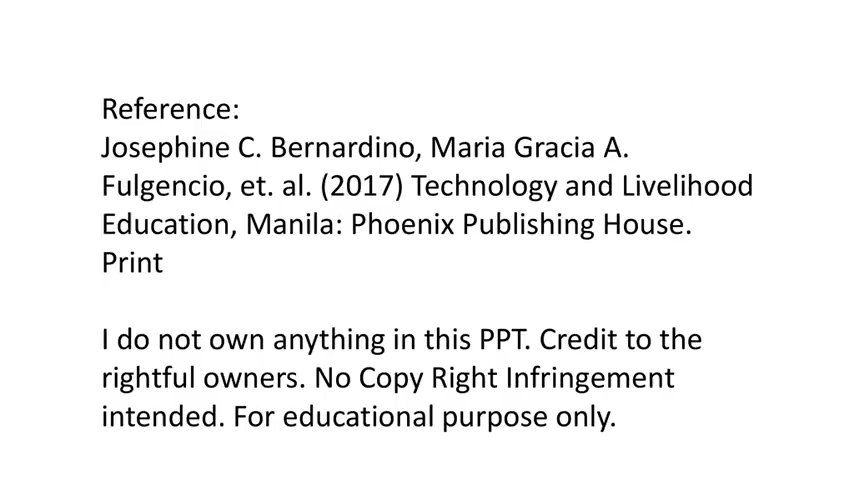 Reference:
Josephine C. Bernardino, Maria Gracia A.
Fulgencio, et. al. (2017) Technology and Livelihood
Education, Manila: Phoenix Publishing House.
Print
I do not own anything in this PPT. Credit to the
rightful owners. No Copy Right Infringement
intended. For educational purpose only.